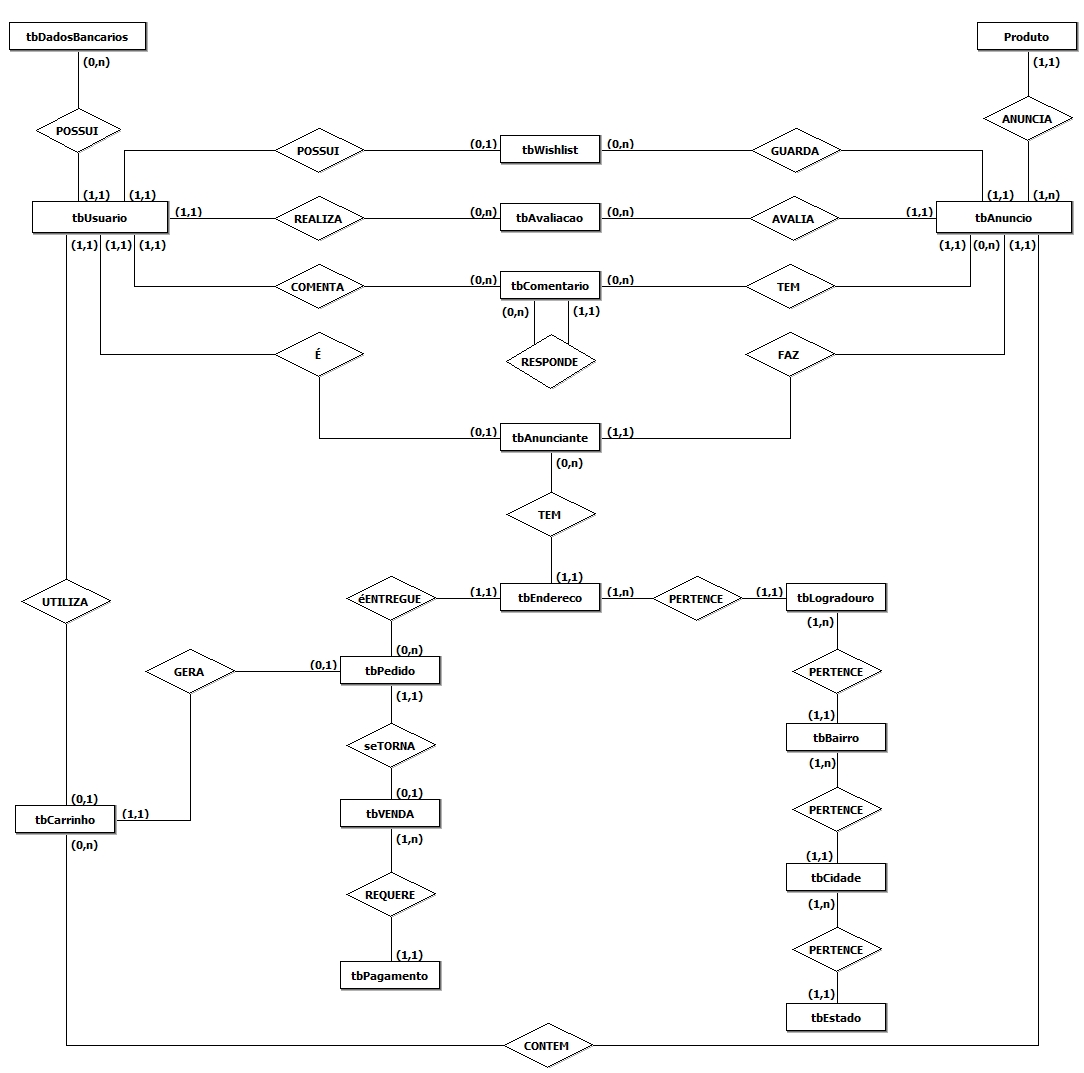 tbDadosBancarios
Produto
(0,n)
(1,1)
POSSUI
ANUNCIA
POSSUI
(0,1)
tbWishlist
(0,n)
GUARDA
(1,1)
(1,1)
(1,1)
(1,n)
tbUsuario
(1,1)
REALIZA
(0,n)
tbAvaliacao
(0,n)
AVALIA
(1,1)
tbAnuncio
(1,1)
(1,1)
(1,1)
(1,1)
(0,n)
(1,1)
COMENTA
(0,n)
tbComentario
(0,n)
TEM
(0,n)
(1,1)
É
RESPONDE
FAZ
(0,1)
tbAnunciante
(1,1)
(0,n)
TEM
(1,1)
UTILIZA
éENTREGUE
(1,1)
tbEndereco
(1,n)
PERTENCE
(1,1)
tbLogradouro
(0,n)
(1,n)
GERA
(0,1)
tbPedido
PERTENCE
(1,1)
(1,1)
seTORNA
tbBairro
(1,n)
(0,1)
(0,1)
tbCarrinho
(1,1)
tbVENDA
PERTENCE
(0,n)
(1,n)
(1,1)
REQUERE
tbCidade
(1,n)
(1,1)
PERTENCE
tbPagamento
(1,1)
tbEstado
CONTEM